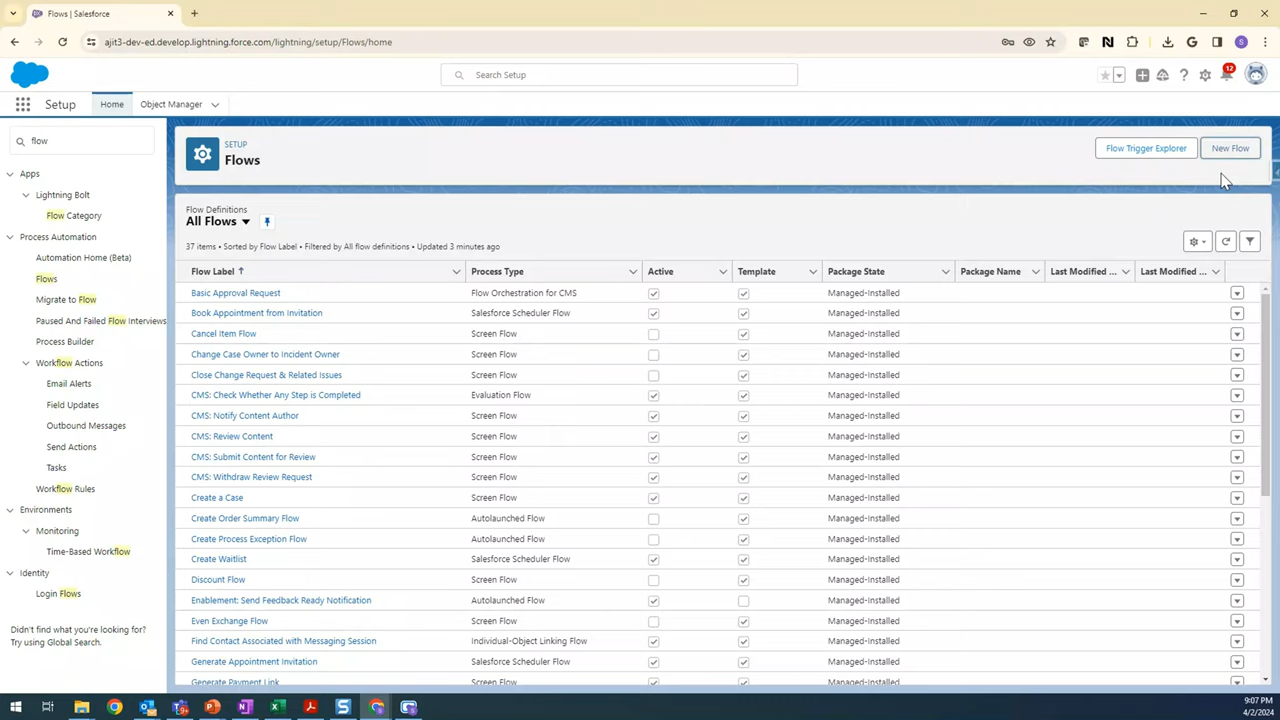 Flows | Salesforce
ajit3-dev-ed.develop.lightning.force.com/lightning/setup/Flows/home
Search Setup
12
Setup
Home
Object Manager
flow
Apps
Lightning Bolt
Flow Category
Process Automation
Automation Home (Beta)
Flows
Migrate to Flow
Paused And Failed Flow Interviews
Process Builder
Workflow Actions
Email Alerts
Field Updates
Outbound Messages
Send Actions
Tasks
Workflow Rules
Environments
Monitoring
Time-Based Workflow
Identity
Login Flows
Didn't find what you're looking for?
Try using Global Search.
SETUP
Flows
Flow Trigger Explorer
New Flow
Flow Definitions
All Flows
37 items • Sorted by Flow Label • Filtered by All flow definitions • Updated 3 minutes ago
Flow Label ↑ Process Type Active Template Package State Package Name Last Modified ... Last Modified ...
Basic Approval Request Flow Orchestration for CMS Managed-Installed
Book Appointment from Invitation Salesforce Scheduler Flow Managed-Installed
Cancel Item Flow Screen Flow Managed-Installed
Change Case Owner to Incident Owner Screen Flow Managed-Installed
Close Change Request & Related Issues Screen Flow Managed-Installed
CMS: Check Whether Any Step is Completed Evaluation Flow Managed-Installed
CMS: Notify Content Author Screen Flow Managed-Installed
CMS: Review Content Screen Flow Managed-Installed
CMS: Submit Content for Review Screen Flow Managed-Installed
CMS: Withdraw Review Request Screen Flow Managed-Installed
Create a Case Screen Flow Managed-Installed
Create Order Summary Flow Autolaunched Flow Managed-Installed
Create Process Exception Flow Autolaunched Flow Managed-Installed
Create Waitlist Salesforce Scheduler Flow Managed-Installed
Discount Flow Screen Flow Managed-Installed
Enablement: Send Feedback Ready Notification Autolaunched Flow Managed-Installed
Even Exchange Flow Screen Flow Managed-Installed
Find Contact Associated with Messaging Session Individual-Object Linking Flow Managed-Installed
Generate Appointment Invitation Salesforce Scheduler Flow Managed-Installed
Generate Payment Link Screen Flow Managed-Installed
9:07 PM
4/2/2024